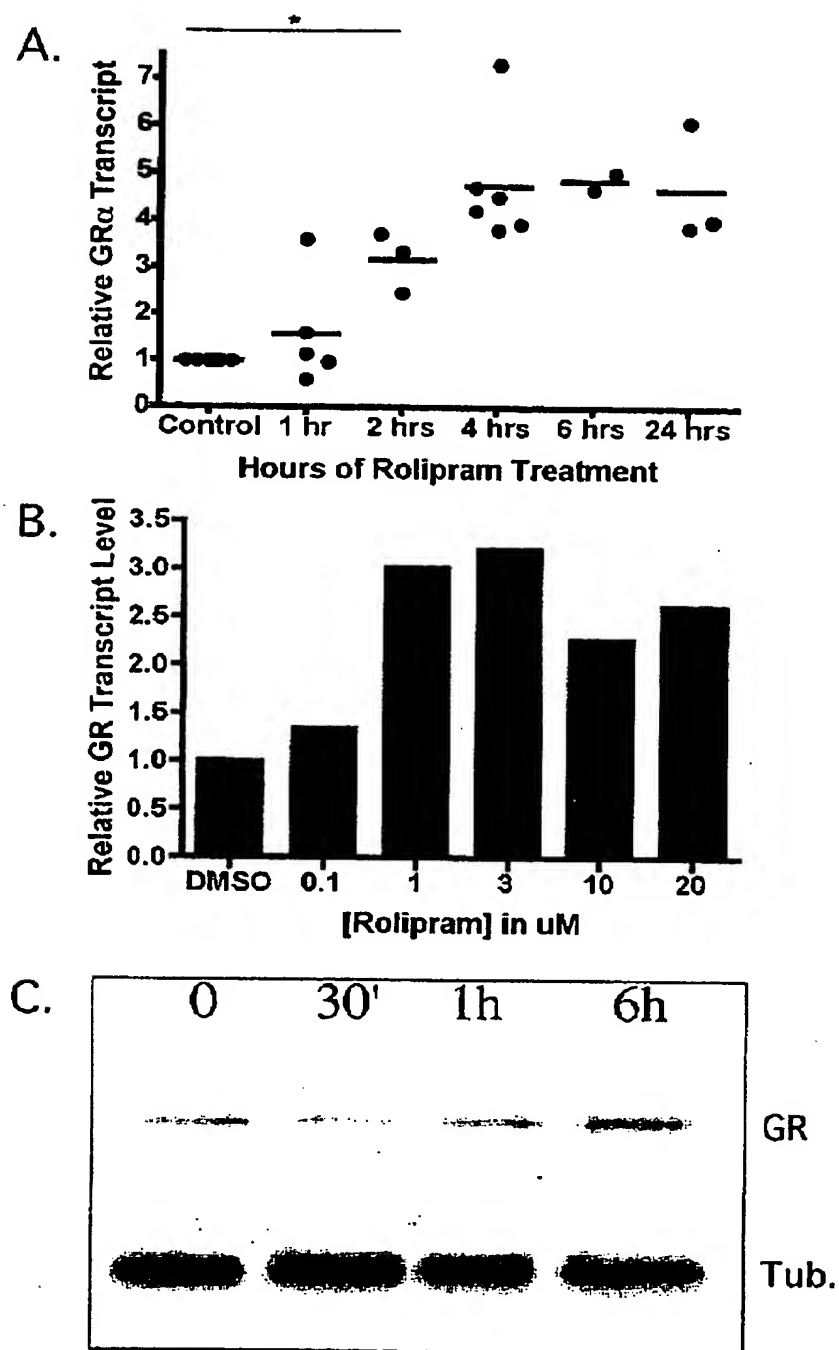 A.
*
Relative GRα Transcript
7
6
5
4
3
2
1
0
Control 1 hr 2 hrs 4 hrs 6 hrs 24 hrs
Hours of Rolipram Treatment
B.
Relative GR Transcript Level
3.5
3.0
2.5
2.0
1.5
1.0
0.5
0.0
DMSO 0.1 1 3 10 20
[Rolipram] in uM
C.
0 30' 1h 6h
GR
Tub.